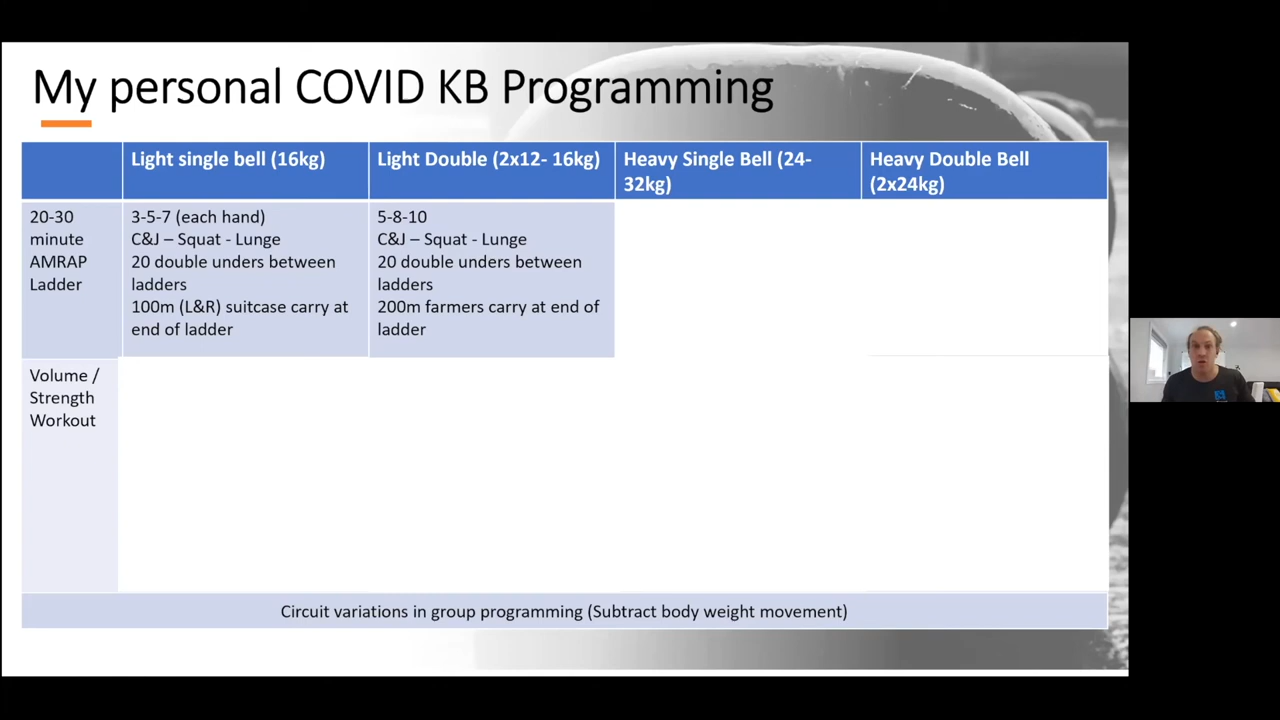 My personal COVID KB Programming
Light single bell (16kg)
Light Double (2x12- 16kg)
Heavy Single Bell (24-
32kg)
Heavy Double Bell
(2x24kg)
20-30
minute
AMRAP
Ladder
3-5-7 (each hand)
C&J – Squat - Lunge
20 double unders between
ladders
100m (L&R) suitcase carry at
end of ladder
5-8-10
C&J – Squat - Lunge
20 double unders between
ladders
200m farmers carry at end of
ladder
Volume /
Strength
Workout
Circuit variations in group programming (Subtract body weight movement)